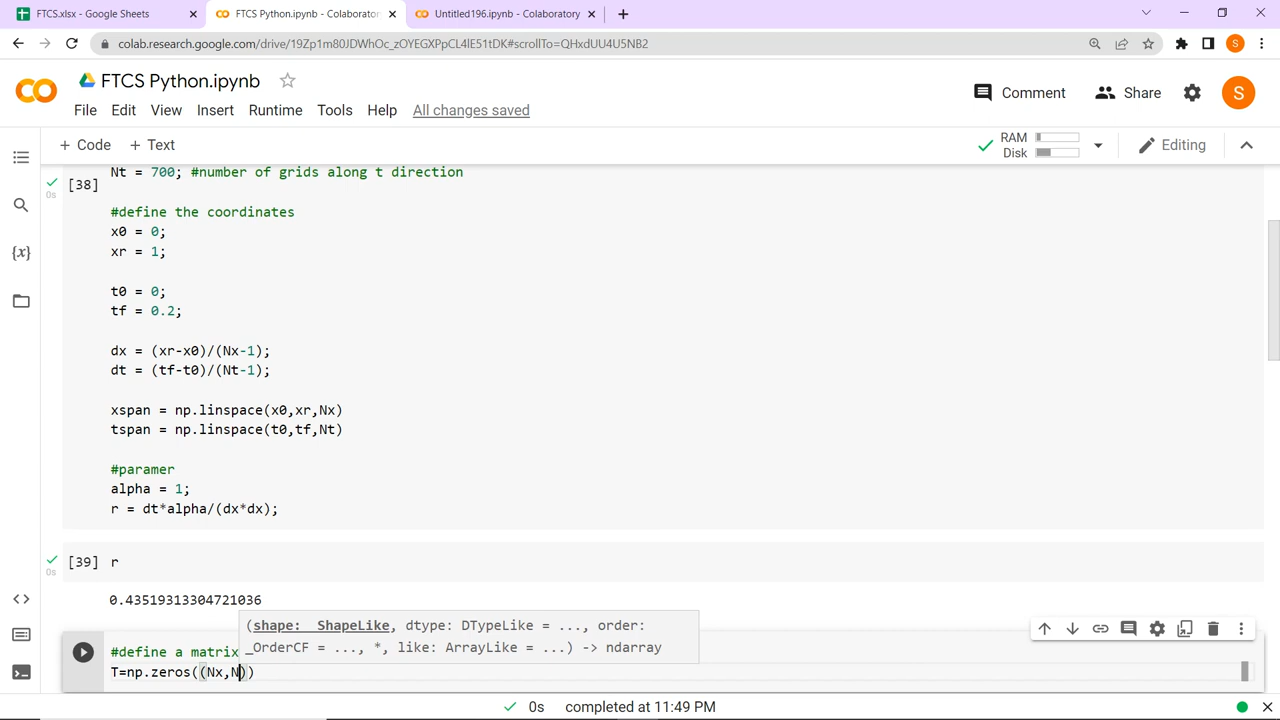 FTCS.xlsx - Google Sheets
FTCS Python.ipynb - Colaborator
Untitled196.ipynb - Colaboratory
colab.research.google.com/drive/19Zp1m80JDWhOc_zOYEGXPpCL4lE51tDK#scrollTo=QHxdUU4U5NB2
S
FTCS Python.ipynb
Comment
Share
S
File Edit View Insert Runtime Tools Help All changes saved
+ Code + Text
RAM
Disk
Editing
Nt = 700; #number of grids along t direction
[38]
0s
#define the coordinates
x0 = 0;
xr = 1;
t0 = 0;
tf = 0.2;
dx = (xr-x0)/(Nx-1);
dt = (tf-t0)/(Nt-1);
xspan = np.linspace(x0,xr,Nx)
tspan = np.linspace(t0,tf,Nt)
#paramer
alpha = 1;
r = dt*alpha/(dx*dx);
[39] r
0s
0.43519313304721036
(shape: _ShapeLike, dtype: DTypeLike = ..., order:
_OrderCF = ..., *, like: ArrayLike = ...) -> ndarray
#define a matrix
T=np.zeros((Nx,N))
0s completed at 11:49 PM